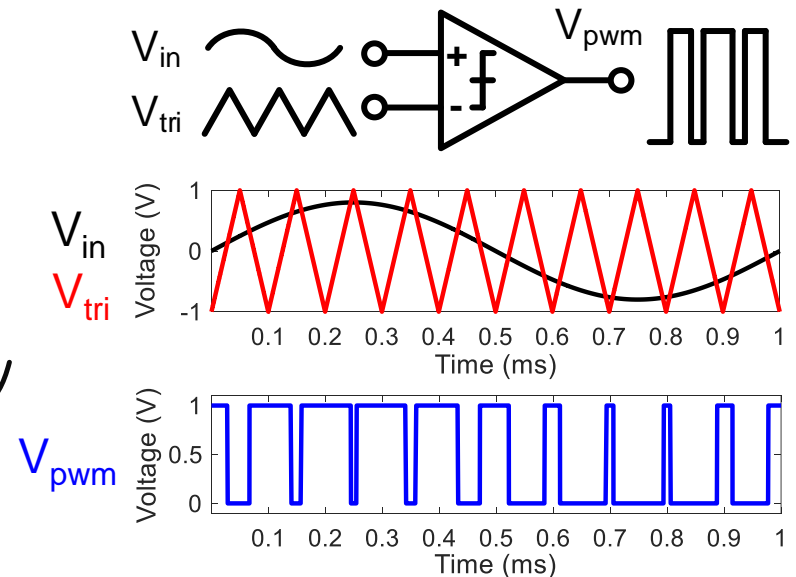 V_in
V_tri
+
-
V_pwm
V_in
V_tri
Voltage (V)
1
0
-1
0.1 0.2 0.3 0.4 0.5 0.6 0.7 0.8 0.9 1
Time (ms)
V_pwm
Voltage (V)
1
0.5
0
0.1 0.2 0.3 0.4 0.5 0.6 0.7 0.8 0.9 1
Time (ms)